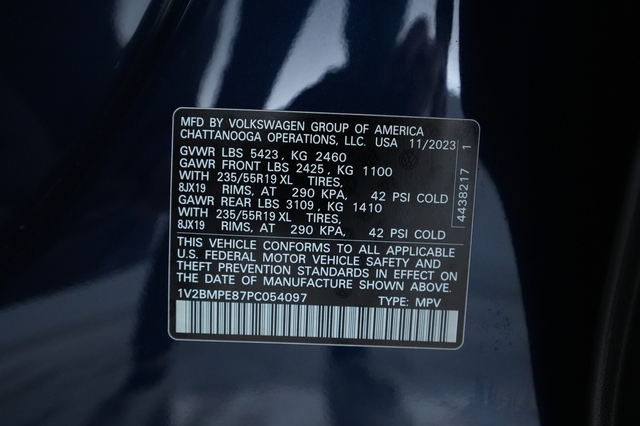 MFD BY VOLKSWAGEN GROUP OF AMERICA
CHATTANOOGA OPERATIONS, LLC. USA 11/2023
GVWR LBS 5423, KG 2460
GAWR FRONT LBS 2425, KG 1100
WITH 235/55R19 XL TIRES,
8JX19 RIMS, AT 290 KPA, 42 PSI COLD
GAWR REAR LBS 3109, KG 1410
WITH 235/55R19 XL TIRES,
8JX19 RIMS, AT 290 KPA, 42 PSI COLD
4438217 1
THIS VEHICLE CONFORMS TO ALL APPLICABLE
U.S. FEDERAL MOTOR VEHICLE SAFETY AND
THEFT PREVENTION STANDARDS IN EFFECT ON
THE DATE OF MANUFACTURE SHOWN ABOVE.
1V2BMPE87PC054097 TYPE: MPV